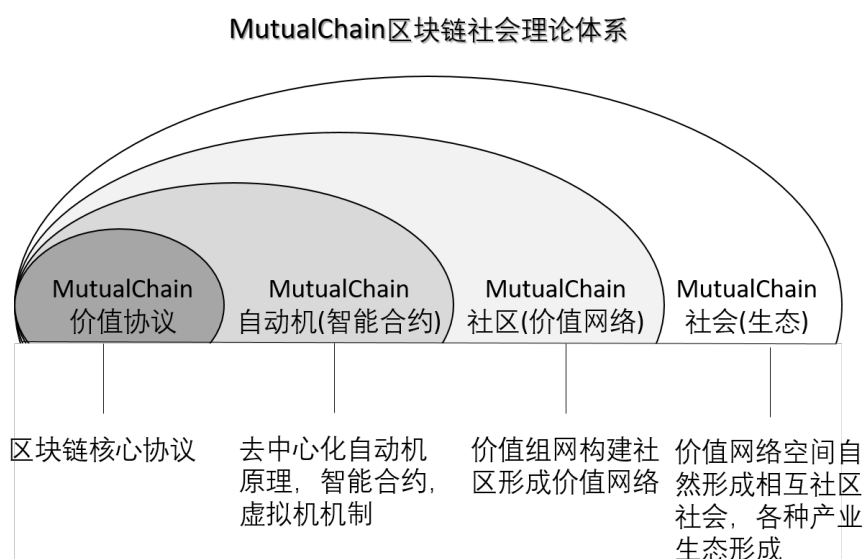 MutualChain区块链社会理论体系
MutualChain
价值协议
MutualChain
自动机(智能合约)
MutualChain
社区(价值网络)
MutualChain
社会(生态)
区块链核心协议
去中心化自动机
原理，智能合约，
虚拟机机制
价值组网构建社
区形成价值网络
价值网络空间自
然形成相互社区
社会，各种产业
生态形成